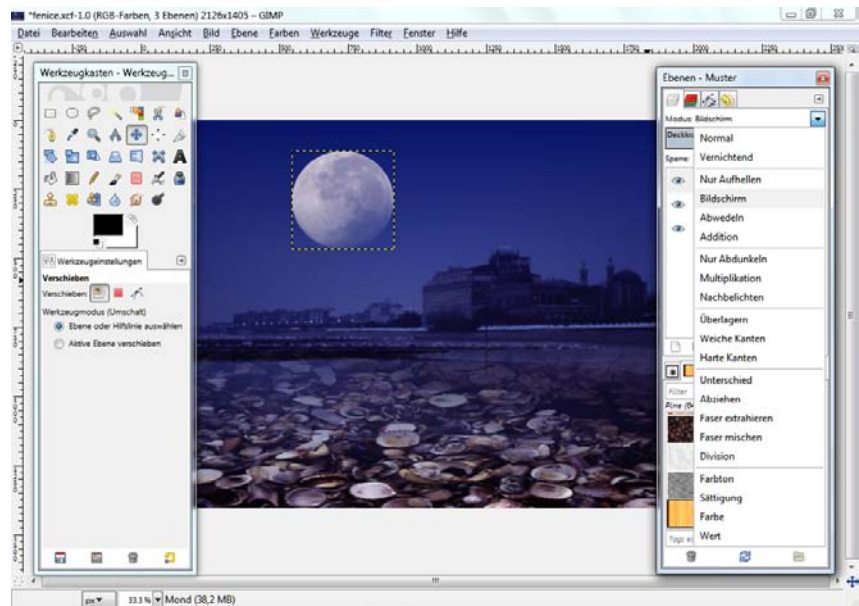 *fenice.xcf-1.0 (RGB-Farben, 3 Ebenen) 2126x1405 – GIMP
Datei Bearbeiten Auswahl Ansicht Bild Ebene Farben Werkzeuge Filter Fenster Hilfe
Werkzeugkasten - Werkzeug...
Werkzeugeinstellungen
Verschieben
Verschieben:
Werkzeugmodus (Umschalt)
Ebene oder Hilfslinie auswählen
Aktive Ebene verschieben
Ebenen - Muster
Modus: Bildschirm
Normal
Vernichtend
Nur Aufhellen
Bildschirm
Abwedeln
Addition
Nur Abdunkeln
Multiplikation
Nachbelichten
Überlagern
Weiche Kanten
Harte Kanten
Unterschied
Abziehen
Faser extrahieren
Faser mischen
Division
Farbton
Sättigung
Farbe
Wert
Filter
px 33.3 % Mond (38,2 MB)